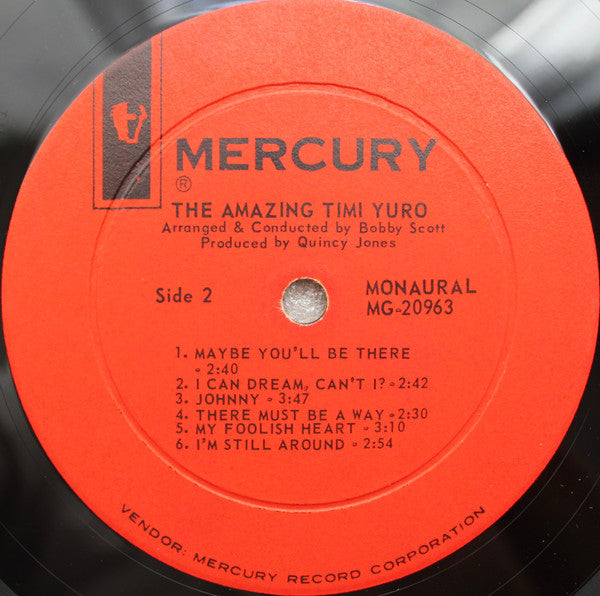 MERCURY
®
THE AMAZING TIMI YURO
Arranged & Conducted by Bobby Scott
Produced by Quincy Jones
Side 2
MONAURAL
MG-20963
1. MAYBE YOU'LL BE THERE
- 2:40
2. I CAN DREAM, CAN'T I? - 2:42
3. JOHNNY - 3:47
4. THERE MUST BE A WAY - 2:30
5. MY FOOLISH HEART - 3:10
6. I'M STILL AROUND - 2:54
VENDOR: MERCURY RECORD CORPORATION